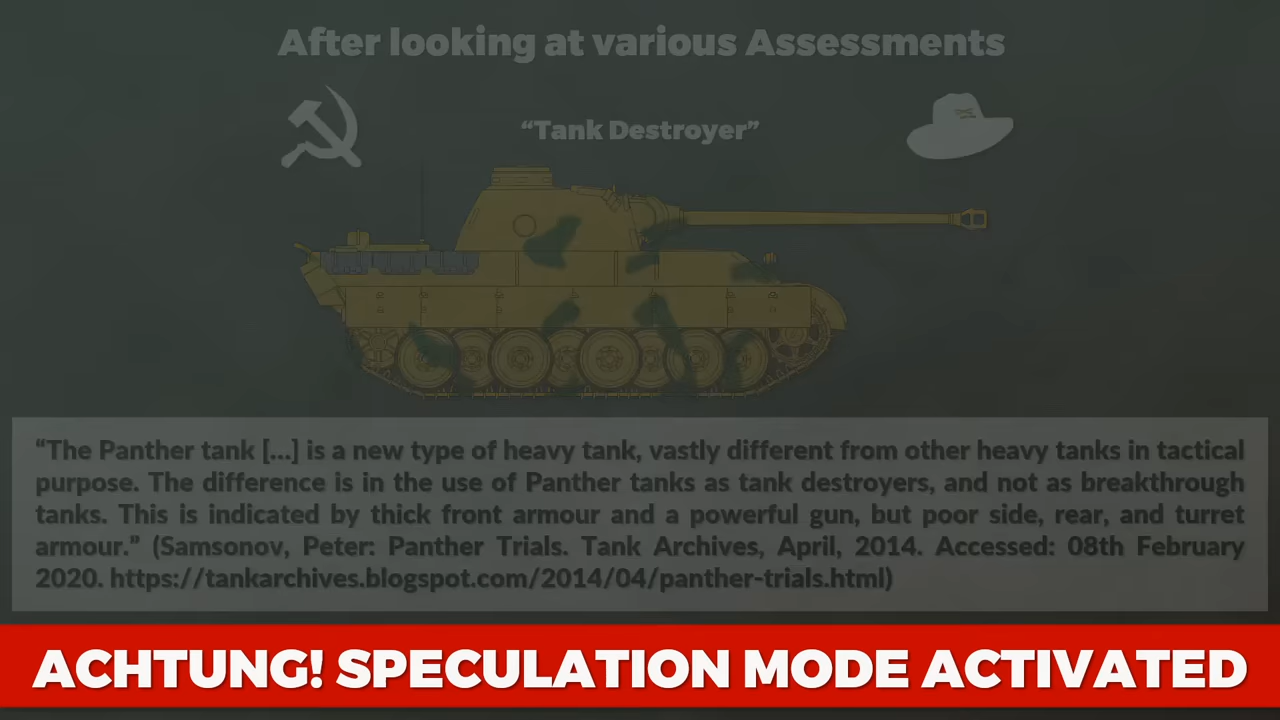 After looking at various Assessments
“Tank Destroyer”
“The Panther tank [...] is a new type of heavy tank, vastly different from other heavy tanks in tactical
purpose. The difference is in the use of Panther tanks as tank destroyers, and not as breakthrough
tanks. This is indicated by thick front armour and a powerful gun, but poor side, rear, and turret
armour.” (Samsonov, Peter: Panther Trials. Tank Archives, April, 2014. Accessed: 08th February
2020. https://tankarchives.blogspot.com/2014/04/panther-trials.html)
ACHTUNG! SPECULATION MODE ACTIVATED